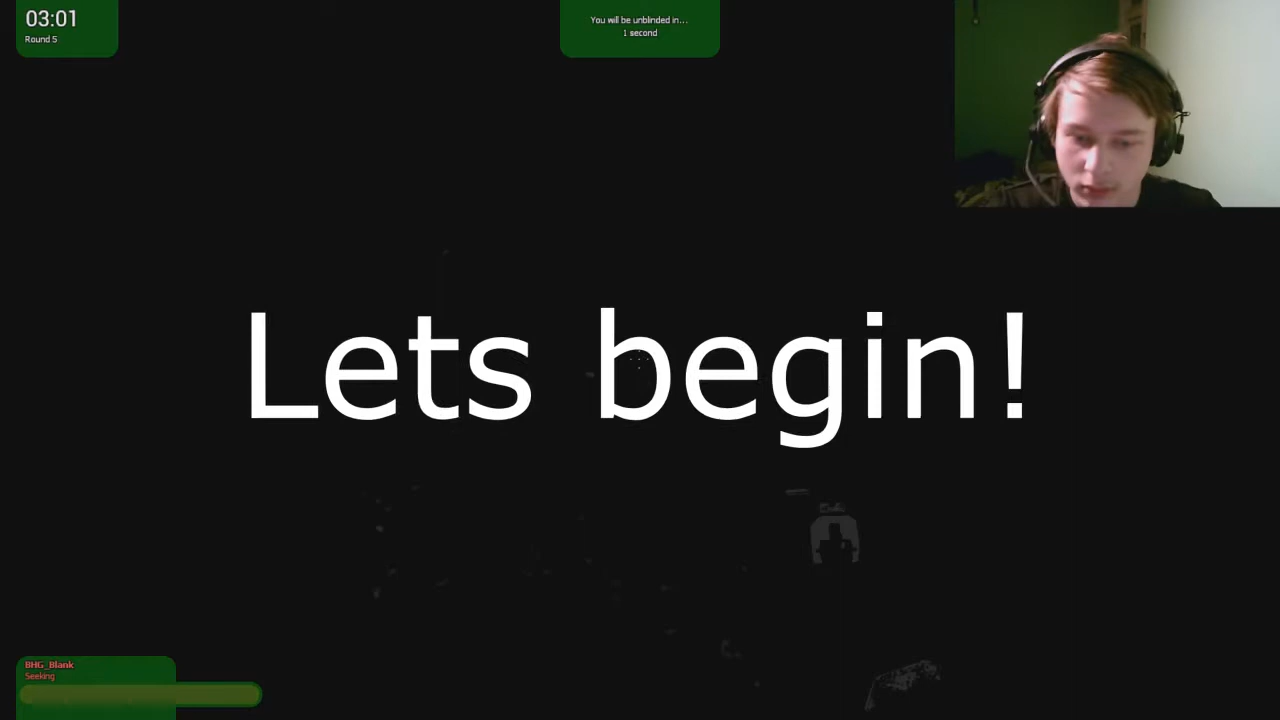 03:01
Round 5
You will be unblinded in...
1 second
Lets begin!
BHG_Blank
Seeking